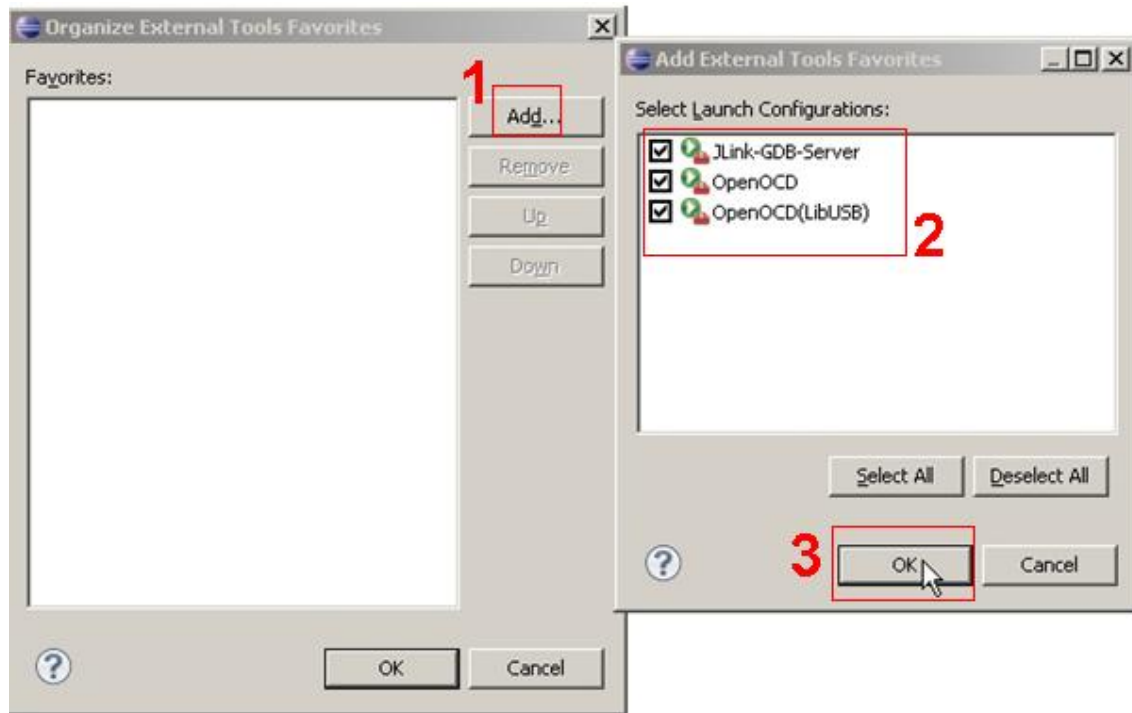 Organize External Tools Favorites
Favorites:
1
Add...
Remove
Up
Down
OK
Cancel
Add External Tools Favorites
Select Launch Configurations:
JLink-GDB-Server
OpenOCD
OpenOCD(LibUSB)
2
Select All
Deselect All
3
OK
Cancel